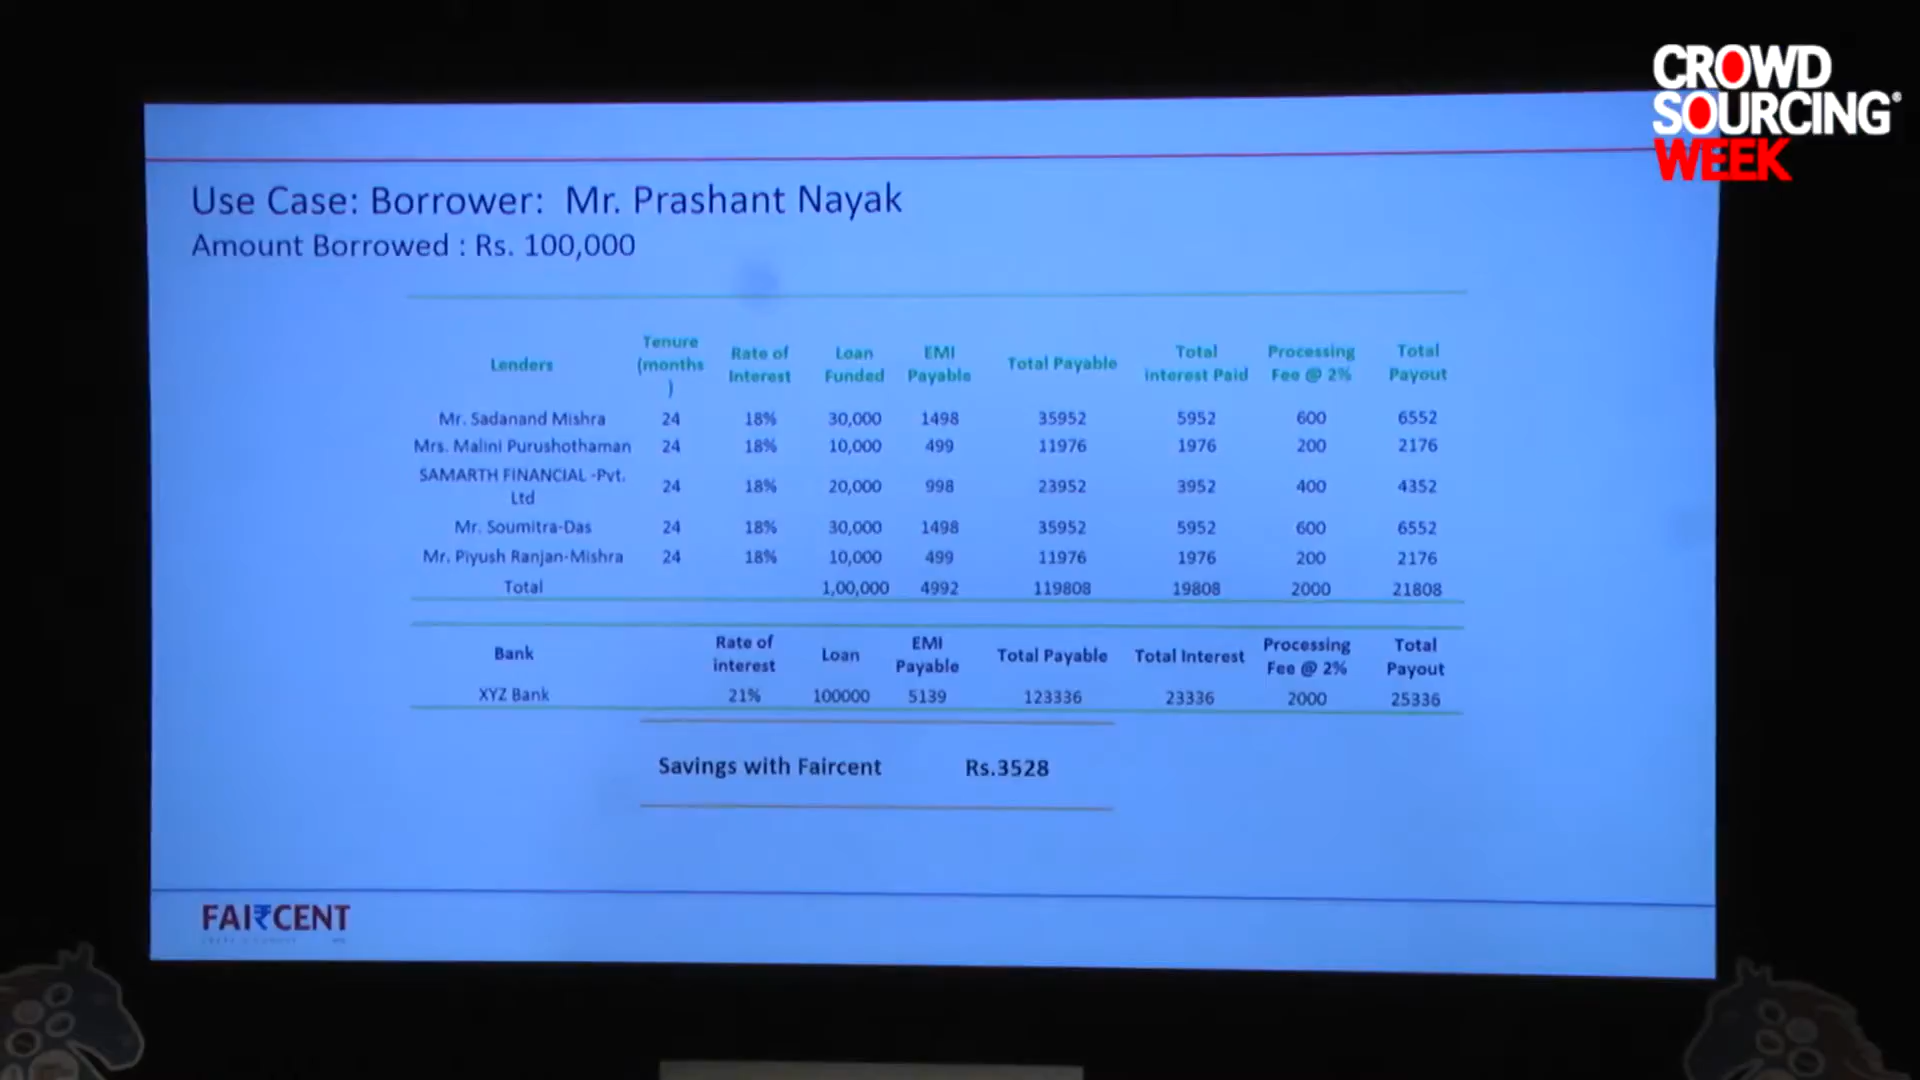 CROWD
SOURCING®
WEEK
Use Case: Borrower: Mr. Prashant Nayak
Amount Borrowed : Rs. 100,000
Lenders Tenure (months ) Rate of Interest Loan Funded EMI Payable Total Payable Total Interest Paid Processing Fee @ 2% Total Payout
Mr. Sadanand Mishra 24 18% 30,000 1498 35952 5952 600 6552
Mrs. Malini Purushothaman 24 18% 10,000 499 11976 1976 200 2176
SAMARTH FINANCIAL -Pvt. Ltd 24 18% 20,000 998 23952 3952 400 4352
Mr. Soumitra-Das 24 18% 30,000 1498 35952 5952 600 6552
Mr. Piyush Ranjan-Mishra 24 18% 10,000 499 11976 1976 200 2176
Total 1,00,000 4992 119808 19808 2000 21808
Bank Rate of interest Loan EMI Payable Total Payable Total Interest Processing Fee @ 2% Total Payout
XYZ Bank 21% 100000 5139 123336 23336 2000 25336
Savings with Faircent Rs.3528
FAI₹CENT